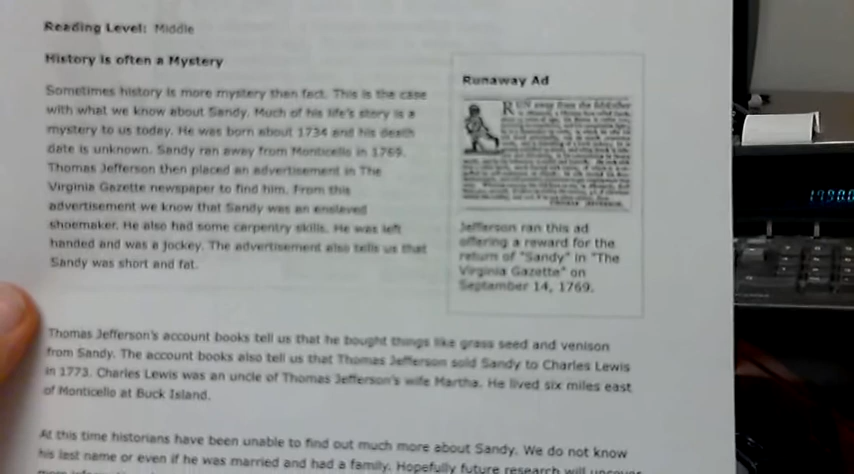 Reading Level: Middle
History is often a Mystery
Sometimes history is more mystery than fact. This is the case
with what we know about Sandy. Much of his life's story is a
mystery to us today. He was born about 1734 and his death
date is unknown. Sandy ran away from Monticello in 1769.
Thomas Jefferson then placed an advertisement in The
Virginia Gazette newspaper to find him. From this
advertisement we know that Sandy was an enslaved
shoemaker. He also had some carpentry skills. He was left
handed and was a jockey. The advertisement also tells us that
Sandy was short and fat.
Runaway Ad
RUN away from the subscriber
THOMAS JEFFERSON.
Jefferson ran this ad
offering a reward for the
return of "Sandy" in "The
Virginia Gazette" on
September 14, 1769.
Thomas Jefferson's account books tell us that he bought things like grass seed and venison
from Sandy. The account books also tell us that Thomas Jefferson sold Sandy to Charles Lewis
in 1773. Charles Lewis was an uncle of Thomas Jefferson's wife Martha. He lived six miles east
of Monticello at Buck Island.
At this time historians have been unable to find out much more about Sandy. We do not know
his last name or even if he was married and had a family. Hopefully future research will uncover